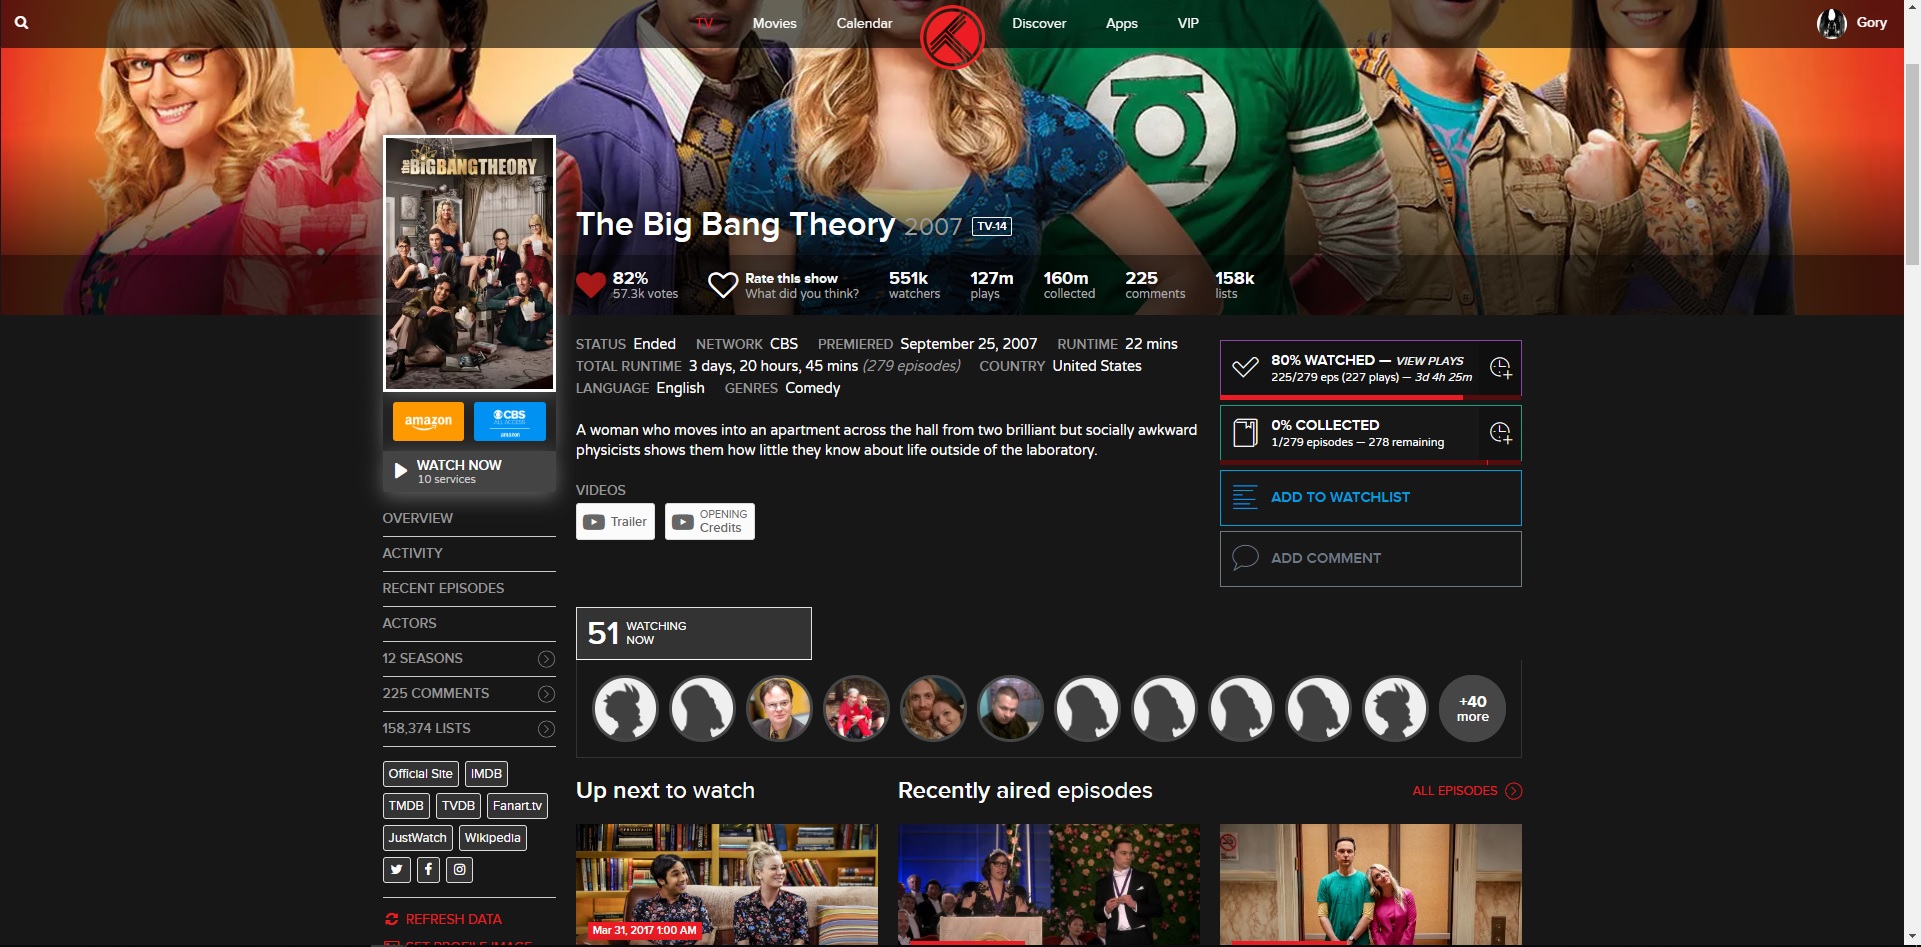 TV
Movies
Calendar
Discover
Apps
VIP
Gory
the BIGBANGTHEORY
The Big Bang Theory 2007 TV-14
82%
57.3k votes
Rate this show
What did you think?
551k
watchers
127m
plays
160m
collected
225
comments
158k
lists
amazon
CBS
ALL ACCESS
amazon
WATCH NOW
10 services
OVERVIEW
ACTIVITY
RECENT EPISODES
ACTORS
12 SEASONS
225 COMMENTS
158,374 LISTS
Official Site
IMDB
TMDB
TVDB
Fanart.tv
JustWatch
Wikipedia
REFRESH DATA
SET PROFILE IMAGE
STATUS Ended NETWORK CBS PREMIERED September 25, 2007 RUNTIME 22 mins
TOTAL RUNTIME 3 days, 20 hours, 45 mins (279 episodes) COUNTRY United States
LANGUAGE English GENRES Comedy
A woman who moves into an apartment across the hall from two brilliant but socially awkward
physicists shows them how little they know about life outside of the laboratory.
VIDEOS
Trailer
OPENING
Credits
80% WATCHED — VIEW PLAYS
225/279 eps (227 plays) — 3d 4h 25m
0% COLLECTED
1/279 episodes — 278 remaining
ADD TO WATCHLIST
ADD COMMENT
51 WATCHING
NOW
+40
more
Up next to watch
Recently aired episodes
ALL EPISODES
Mar 31, 2017 1:00 AM